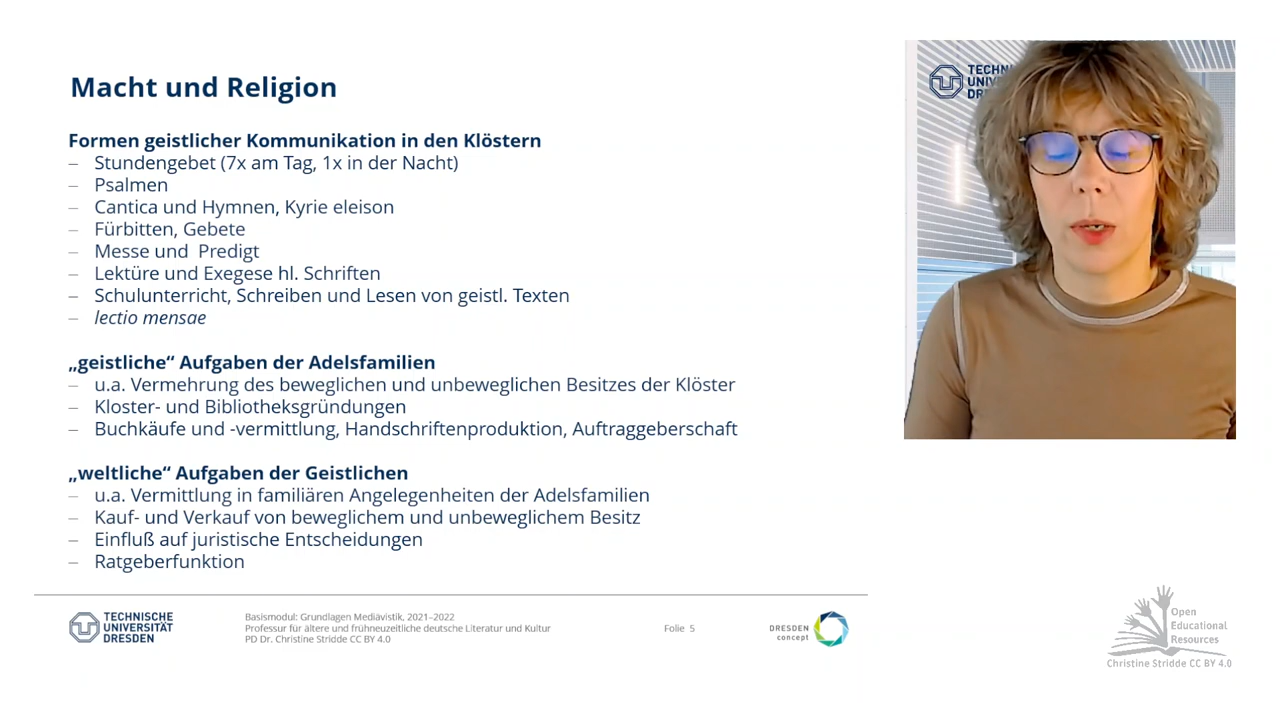 Macht und Religion
Formen geistlicher Kommunikation in den Klöstern
– Stundengebet (7x am Tag, 1x in der Nacht)
– Psalmen
– Cantica und Hymnen, Kyrie eleison
– Fürbitten, Gebete
– Messe und Predigt
– Lektüre und Exegese hl. Schriften
– Schulunterricht, Schreiben und Lesen von geistl. Texten
– lectio mensae
„geistliche“ Aufgaben der Adelsfamilien
– u.a. Vermehrung des beweglichen und unbeweglichen Besitzes der Klöster
– Kloster- und Bibliotheksgründungen
– Buchkäufe und -vermittlung, Handschriftenproduktion, Auftraggeberschaft
„weltliche“ Aufgaben der Geistlichen
– u.a. Vermittlung in familiären Angelegenheiten der Adelsfamilien
– Kauf- und Verkauf von beweglichem und unbeweglichem Besitz
– Einfluß auf juristische Entscheidungen
– Ratgeberfunktion
TECHNISCHE
UNIVERSITÄT
DRESDEN
Basismodul: Grundlagen Mediävistik, 2021–2022
Professur für ältere und frühneuzeitliche deutsche Literatur und Kultur
PD Dr. Christine Stridde CC BY 4.0
Folie 5
DRESDEN
concept
TECHN
UNIV
DR
Open
Educational
Resources
Christine Stridde CC BY 4.0